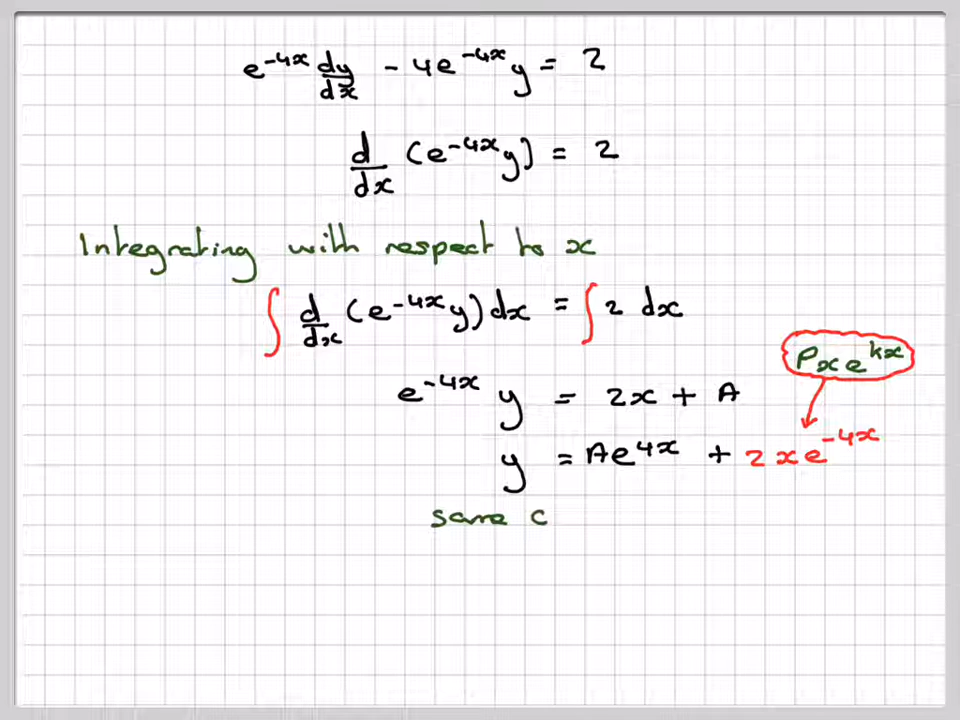 e^{-4x} dy/dx - 4e^{-4x} y = 2
d/dx (e^{-4x} y) = 2
Integrating with respect to x
∫ d/dx (e^{-4x} y) dx = ∫ 2 dx
Pxe^{kx}
e^{-4x} y = 2x + A
y = Ae^{4x} + 2xe^{-4x}
same c